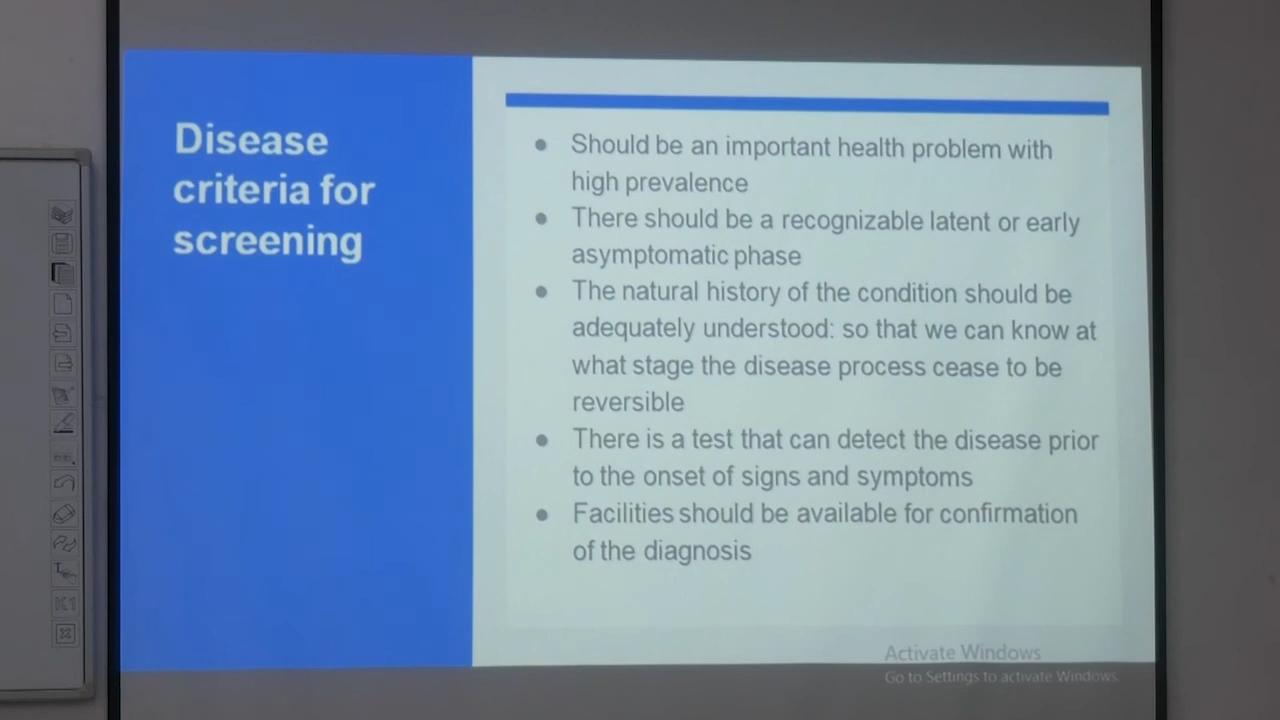 Disease
criteria for
screening
● Should be an important health problem with
high prevalence
● There should be a recognizable latent or early
asymptomatic phase
● The natural history of the condition should be
adequately understood: so that we can know at
what stage the disease process cease to be
reversible
● There is a test that can detect the disease prior
to the onset of signs and symptoms
● Facilities should be available for confirmation
of the diagnosis
Activate Windows
Go to Settings to activate Windows.
K1